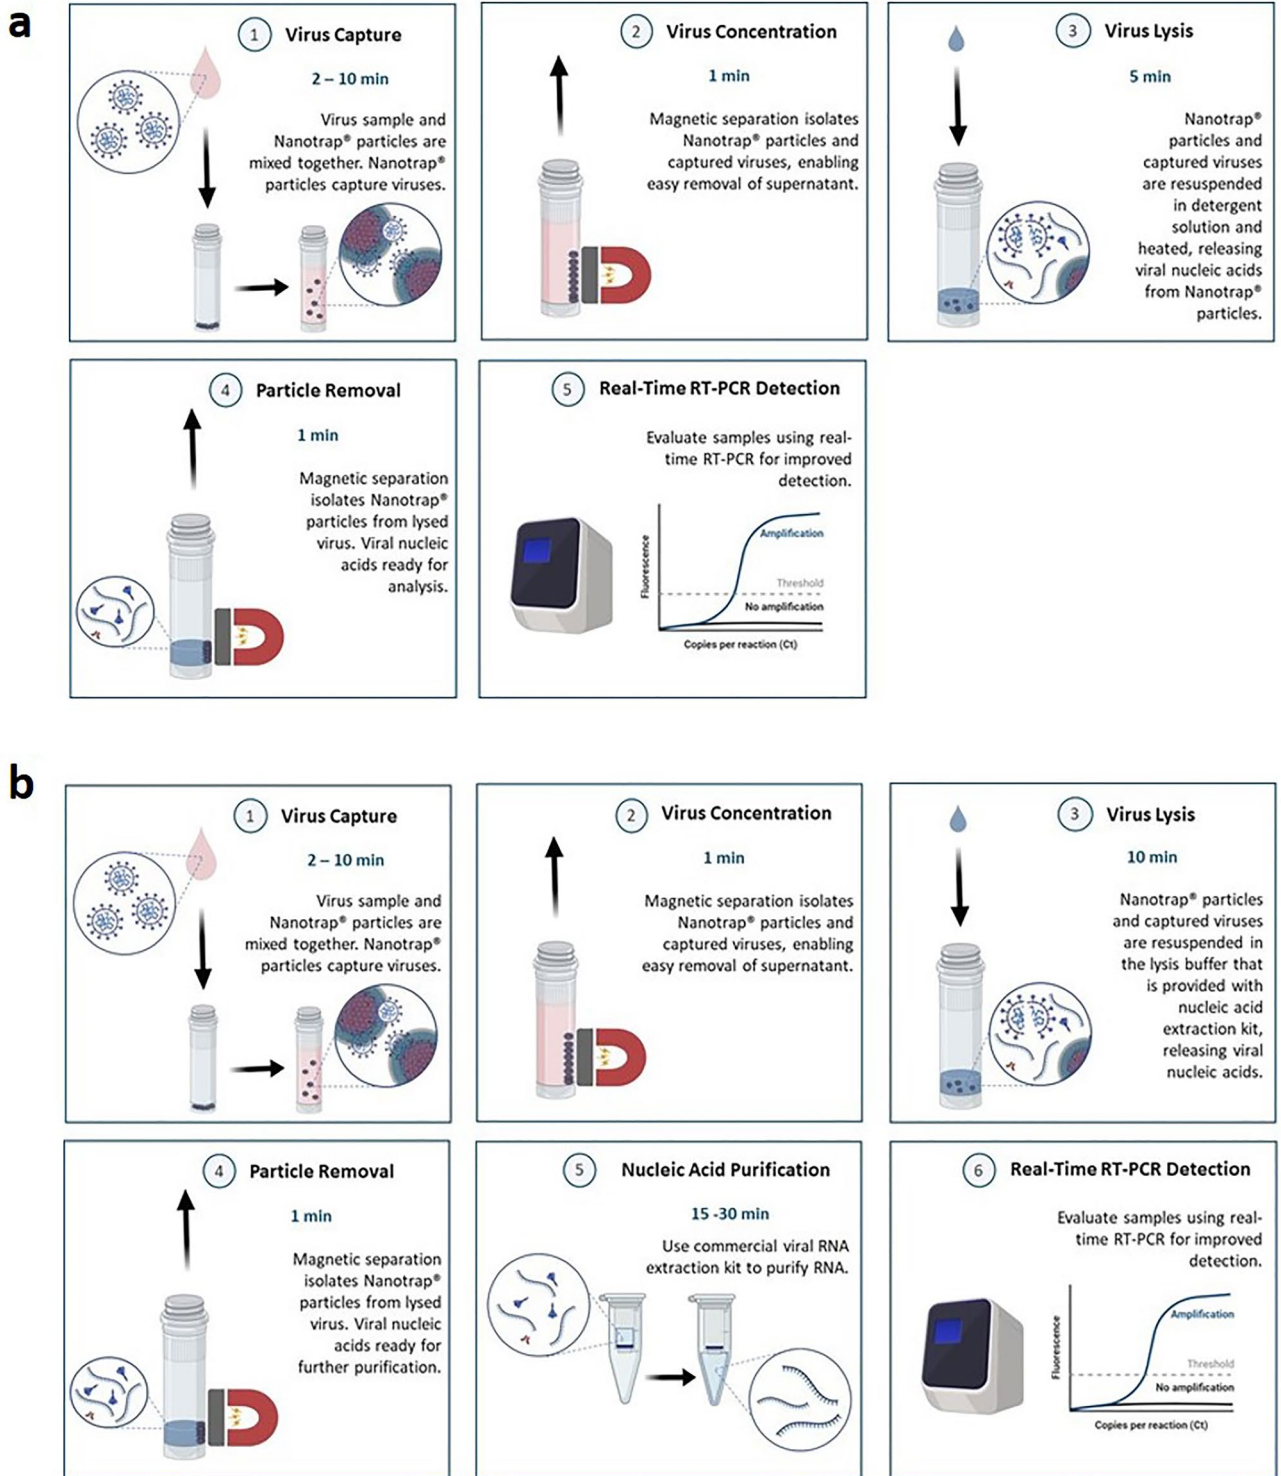 a
1 Virus Capture
2 – 10 min
Virus sample and
Nanotrap® particles are
mixed together. Nanotrap®
particles capture viruses.
2 Virus Concentration
1 min
Magnetic separation isolates
Nanotrap® particles and
captured viruses, enabling
easy removal of supernatant.
3 Virus Lysis
5 min
Nanotrap®
particles and
captured viruses
are resuspended
in detergent
solution and
heated, releasing
viral nucleic acids
from Nanotrap®
particles.
4 Particle Removal
1 min
Magnetic separation
isolates Nanotrap®
particles from lysed
virus. Viral nucleic
acids ready for
analysis.
5 Real-Time RT-PCR Detection
Evaluate samples using real-
time RT-PCR for improved
detection.
Fluorescence
Amplification
Threshold
No amplification
Copies per reaction (Ct)
b
1 Virus Capture
2 – 10 min
Virus sample and
Nanotrap® particles are
mixed together. Nanotrap®
particles capture viruses.
2 Virus Concentration
1 min
Magnetic separation isolates
Nanotrap® particles and
captured viruses, enabling
easy removal of supernatant.
3 Virus Lysis
10 min
Nanotrap® particles
and captured viruses
are resuspended in
the lysis buffer that
is provided with
nucleic acid
extraction kit,
releasing viral
nucleic acids.
4 Particle Removal
1 min
Magnetic separation
isolates Nanotrap®
particles from lysed
virus. Viral nucleic
acids ready for
further purification.
5 Nucleic Acid Purification
15 -30 min
Use commercial viral RNA
extraction kit to purify RNA.
6 Real-Time RT-PCR Detection
Evaluate samples using real-
time RT-PCR for improved
detection.
Fluorescence
Amplification
Threshold
No amplification
Copies per reaction (Ct)